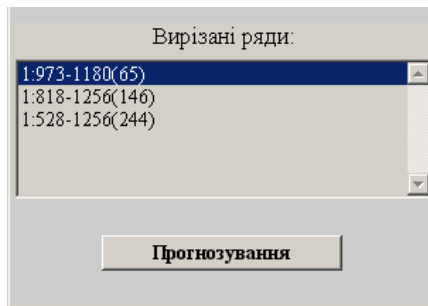 Вирізані ряди:
1:973-1180(65)
1:818-1256(146)
1:528-1256(244)
Прогнозування